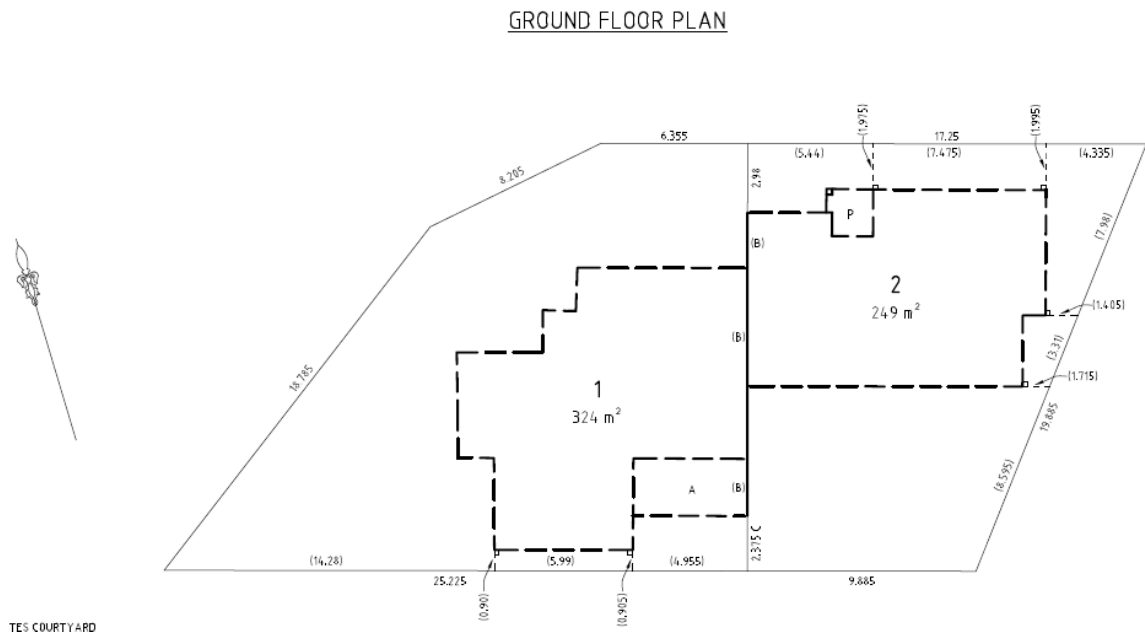 GROUND FLOOR PLAN
6.355
(1.975)
17.25
(1.995)
(5.44)
(7.475)
(4.335)
8.205
2.98
P
(B)
(7.98)
2
249 m²
(1.405)
(B)
(3.31)
18.785
1
324 m²
(1.715)
19.885
A
(B)
(8.595)
2.375 C
(14.28)
(5.99)
(4.955)
25.225
(0.90)
(0.905)
9.885
TES COURTYARD